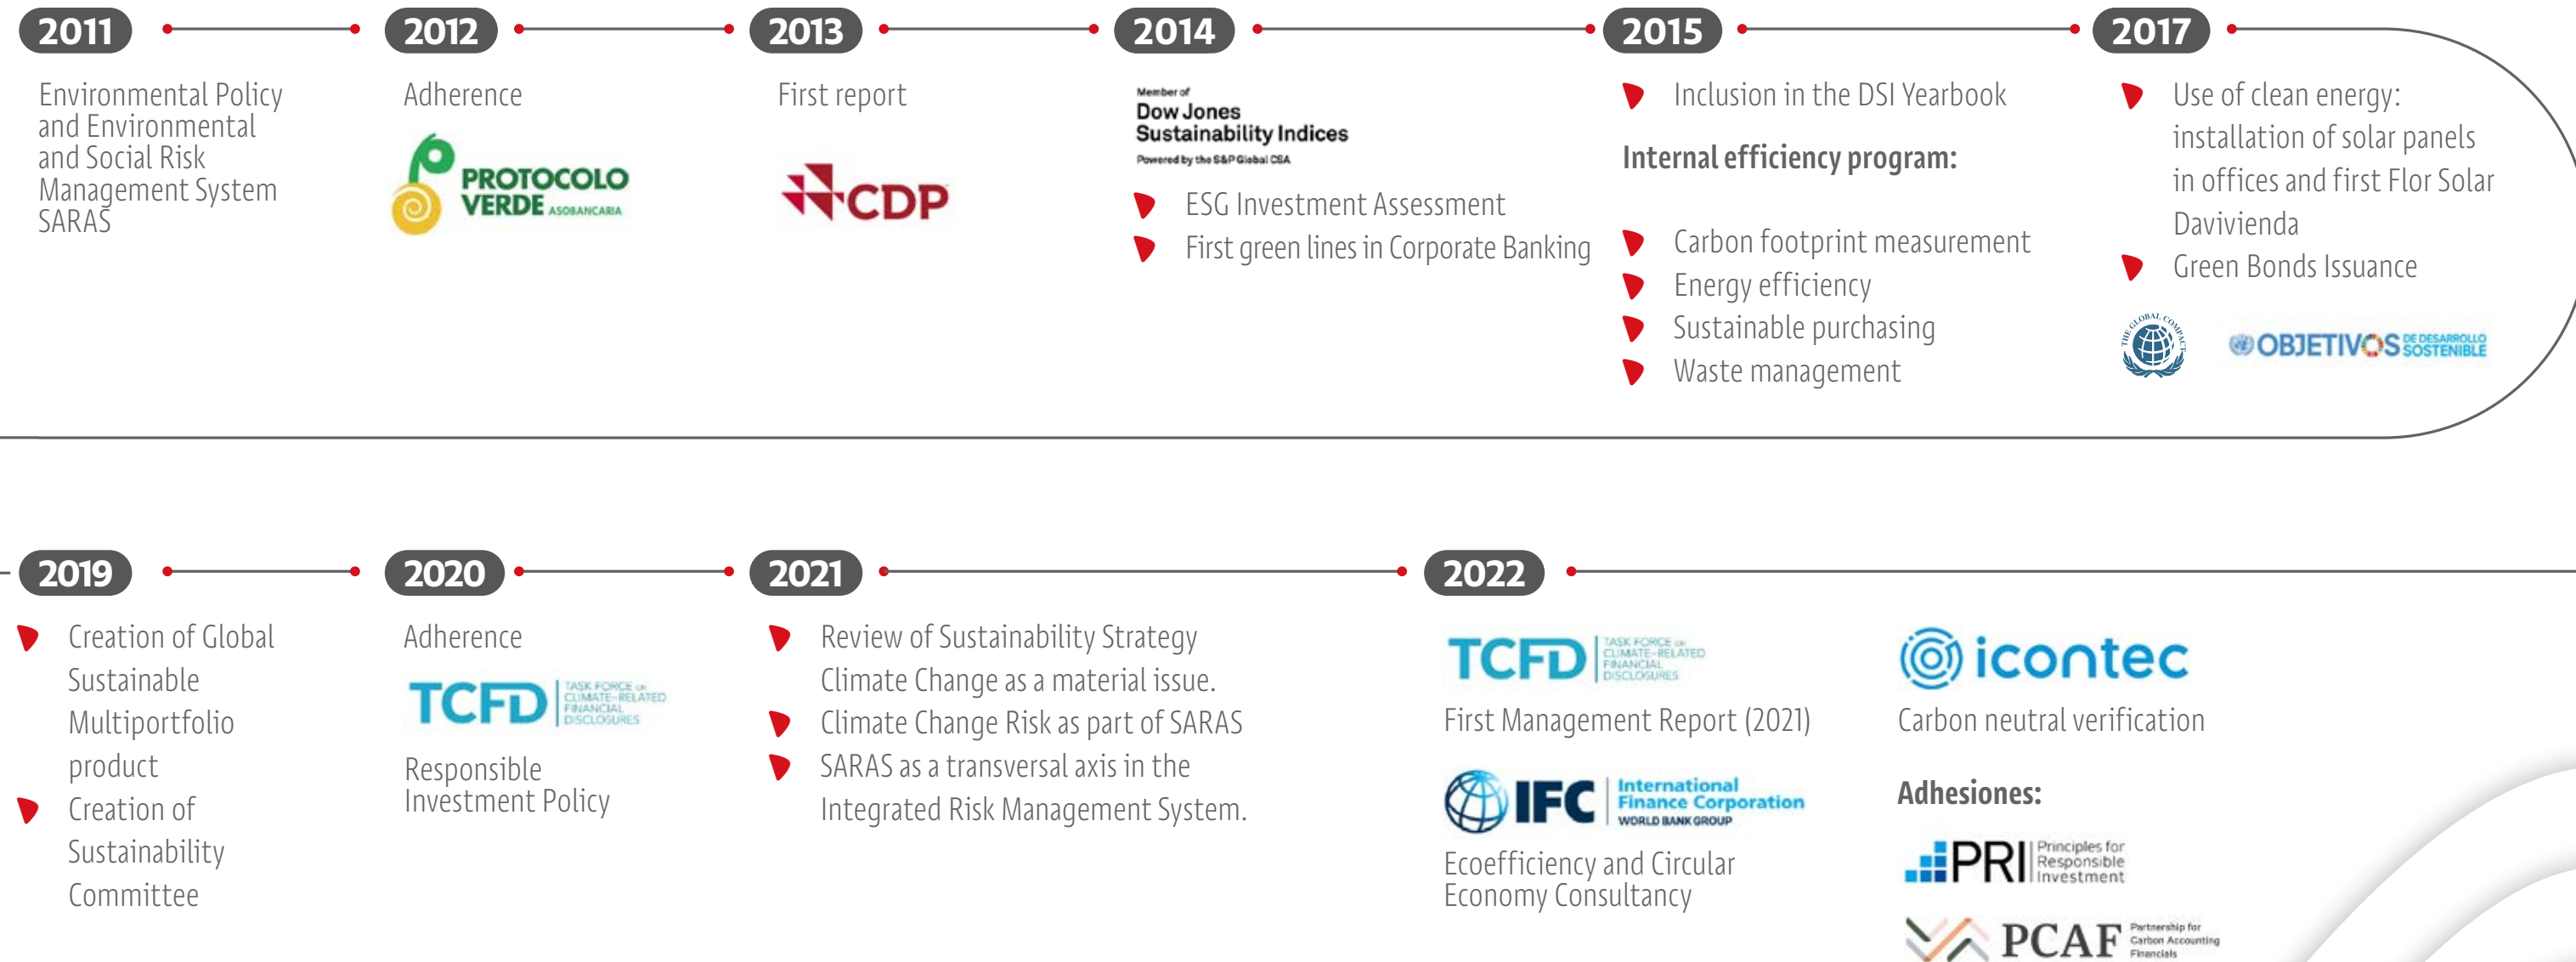 2011
Environmental Policy
and Environmental
and Social Risk
Management System
SARAS
2012
Adherence
PROTOCOLO
VERDE ASOBANCARIA
2013
First report
CDP
2014
Member of
Dow Jones
Sustainability Indices
Powered by the S&P Global CSA
ESG Investment Assessment
First green lines in Corporate Banking
2015
Inclusion in the DSI Yearbook
Internal efficiency program:
Carbon footprint measurement
Energy efficiency
Sustainable purchasing
Waste management
2017
Use of clean energy:
installation of solar panels
in offices and first Flor Solar
Davivienda
Green Bonds Issuance
THE GLOBAL COMPACT
OBJETIVOS DE DESARROLLO
SOSTENIBLE
2019
Creation of Global
Sustainable
Multiportfolio
product
Creation of
Sustainability
Committee
2020
Adherence
TCFD
TASK FORCE ON
CLIMATE-RELATED
FINANCIAL
DISCLOSURES
Responsible
Investment Policy
2021
Review of Sustainability Strategy
Climate Change as a material issue.
Climate Change Risk as part of SARAS
SARAS as a transversal axis in the
Integrated Risk Management System.
2022
TCFD
TASK FORCE ON
CLIMATE-RELATED
FINANCIAL
DISCLOSURES
First Management Report (2021)
IFC
International
Finance Corporation
WORLD BANK GROUP
Ecoefficiency and Circular
Economy Consultancy
icontec
Carbon neutral verification
Adhesiones:
PRI
Principles for
Responsible
Investment
PCAF
Partnership for
Carbon Accounting
Financials